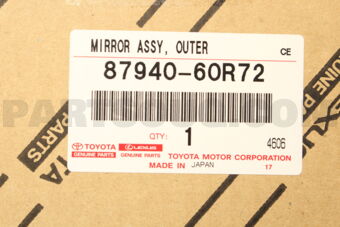 MIRROR ASSY, OUTER
CE
87940-60R72
QTY: 1
4606
TOYOTA
GENUINE PARTS
LEXUS
GENUINE PARTS
TOYOTA MOTOR CORPORATION
MADE IN JAPAN
17